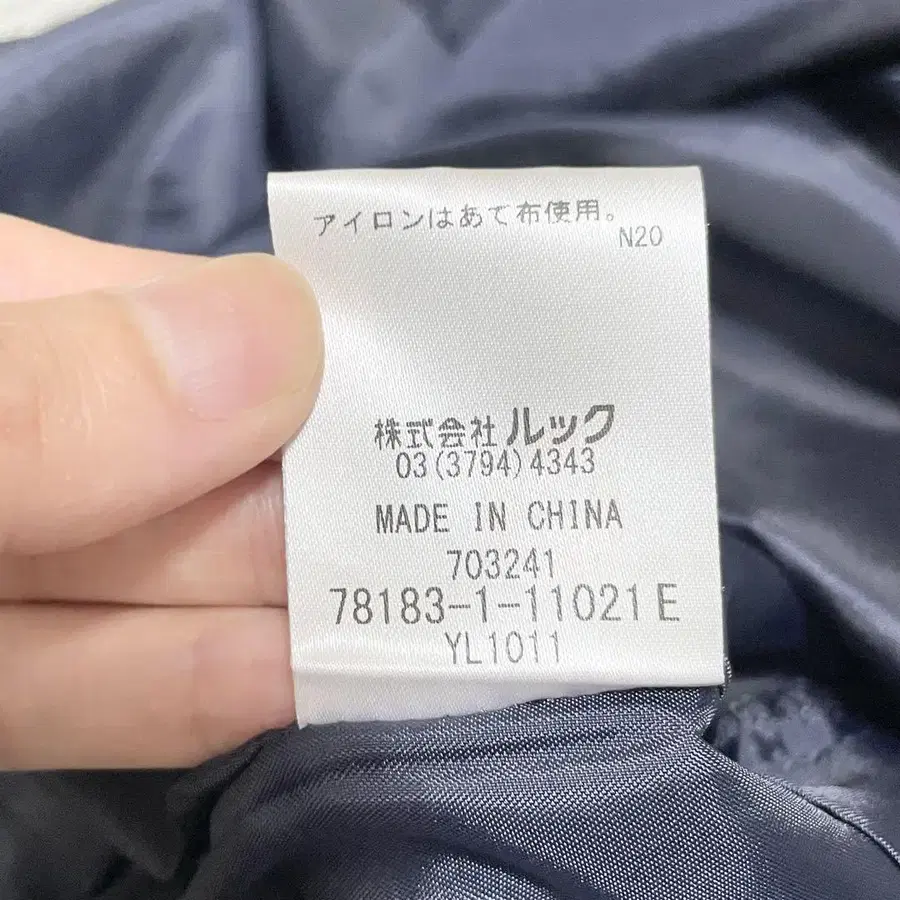 アイロンはあて布使用。
N20
株式会社ルック
03(3794)4343
MADE IN CHINA
703241
78183-1-11021E
YL1011